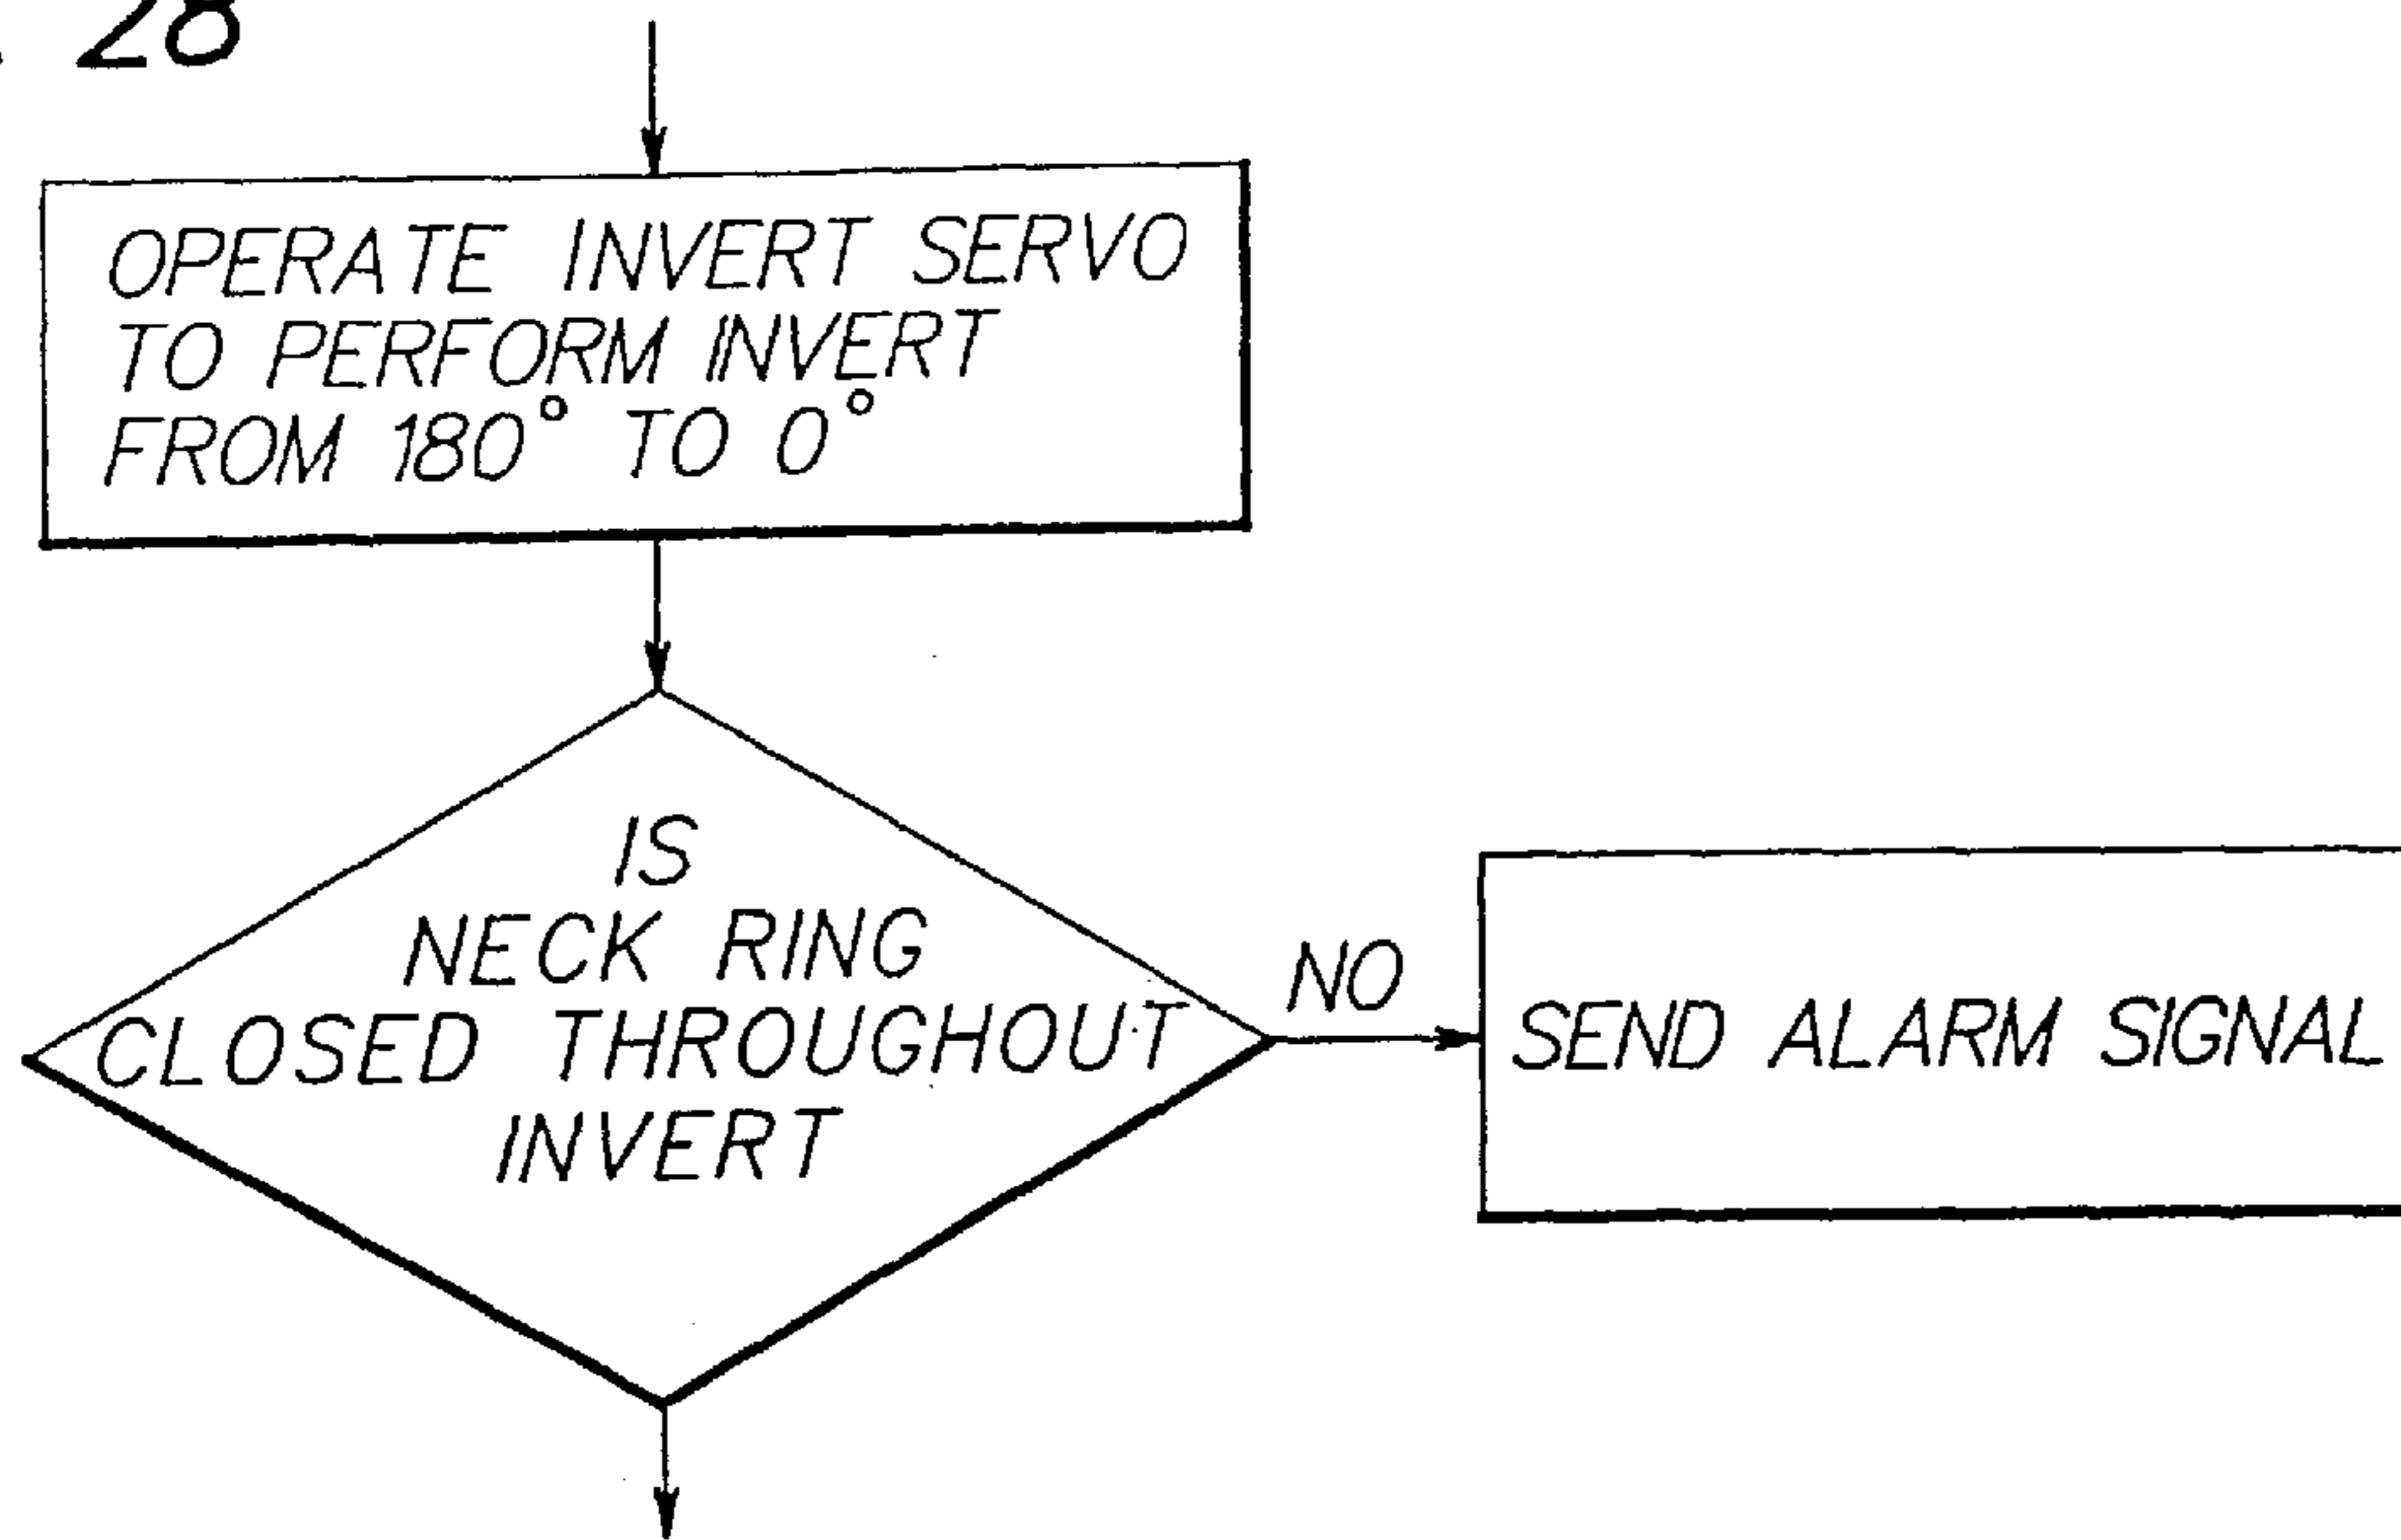 28
OPERATE INVERT SERVO
TO PERFORM INVERT
FROM 180° TO 0°
IS
NECK RING
CLOSED THROUGHOUT
INVERT
NO
SEND ALARM SIGNAL